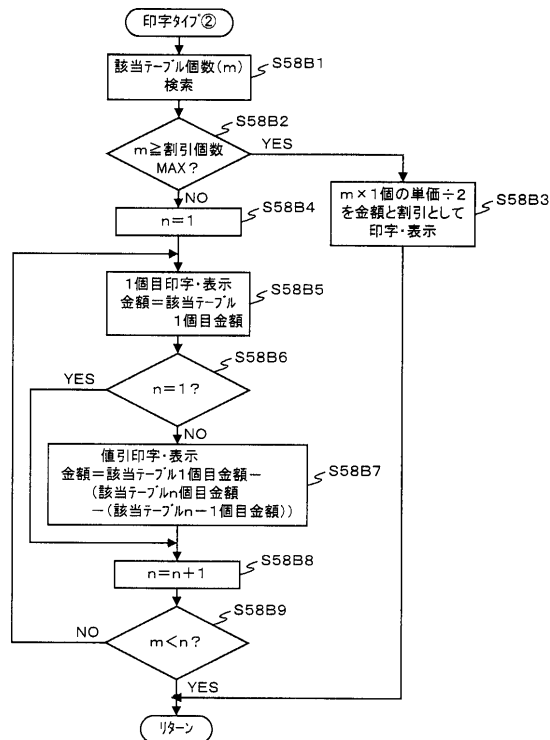 印字タイプ②
該当テーブル個数(m)
検索
S58B1
m≧割引個数
MAX?
S58B2
YES
NO
m×1個の単価÷2
を金額と割引として
印字・表示
S58B3
n=1
S58B4
1個目印字・表示
金額=該当テーブル
1個目金額
S58B5
n=1?
S58B6
YES
NO
値引印字・表示
金額=該当テーブル1個目金額-
(該当テーブルn個目金額
-(該当テーブルn-1個目金額))
S58B7
n=n+1
S58B8
m<n?
S58B9
NO
YES
リターン